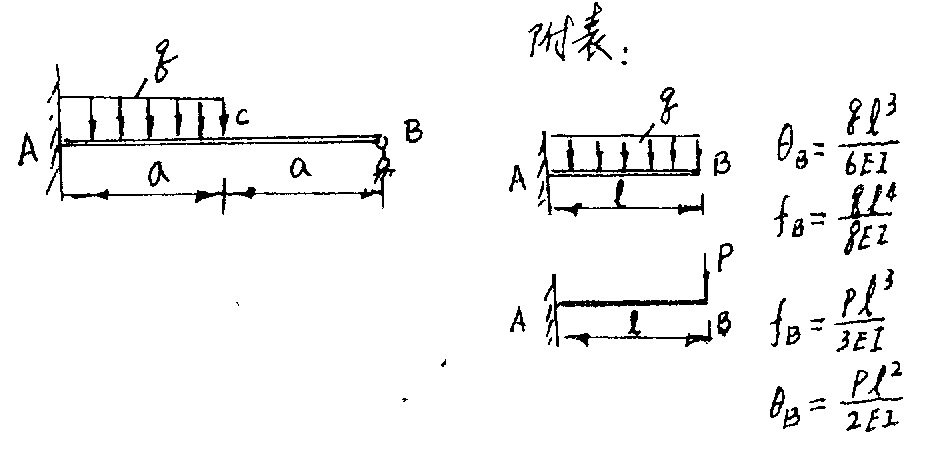 附表:
q
A
C
B
a
a
q
A
B
l
θB = ql³/6EI
fB = ql⁴/8EI
P
A
B
l
fB = Pl³/3EI
θB = Pl²/2EI